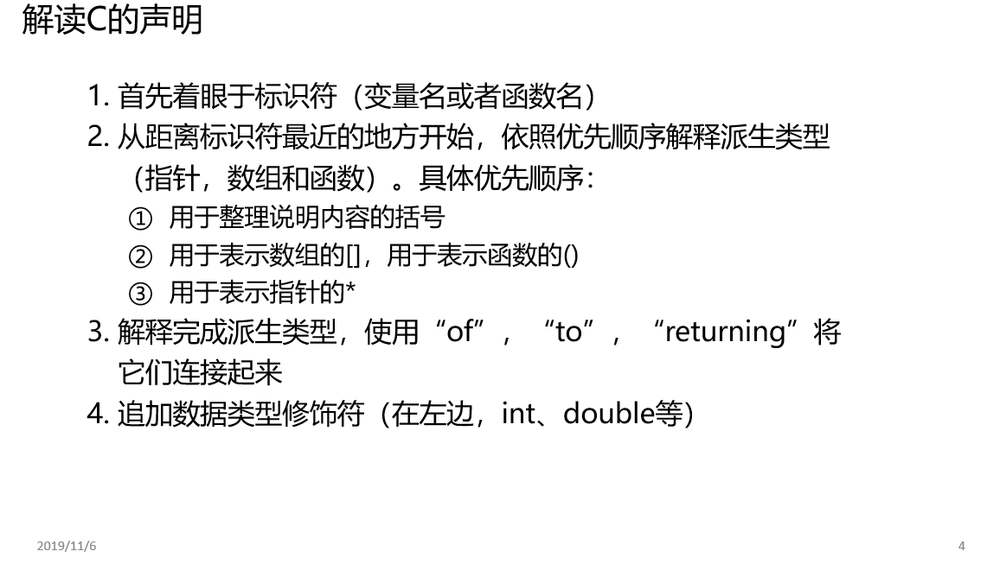 解读C的声明
1. 首先着眼于标识符（变量名或者函数名）
2. 从距离标识符最近的地方开始，依照优先顺序解释派生类型
（指针，数组和函数）。具体优先顺序：
① 用于整理说明内容的括号
② 用于表示数组的[]，用于表示函数的()
③ 用于表示指针的*
3. 解释完成派生类型，使用“of”，“to”，“returning”将
它们连接起来
4. 追加数据类型修饰符（在左边，int、double等）
2019/11/6
4